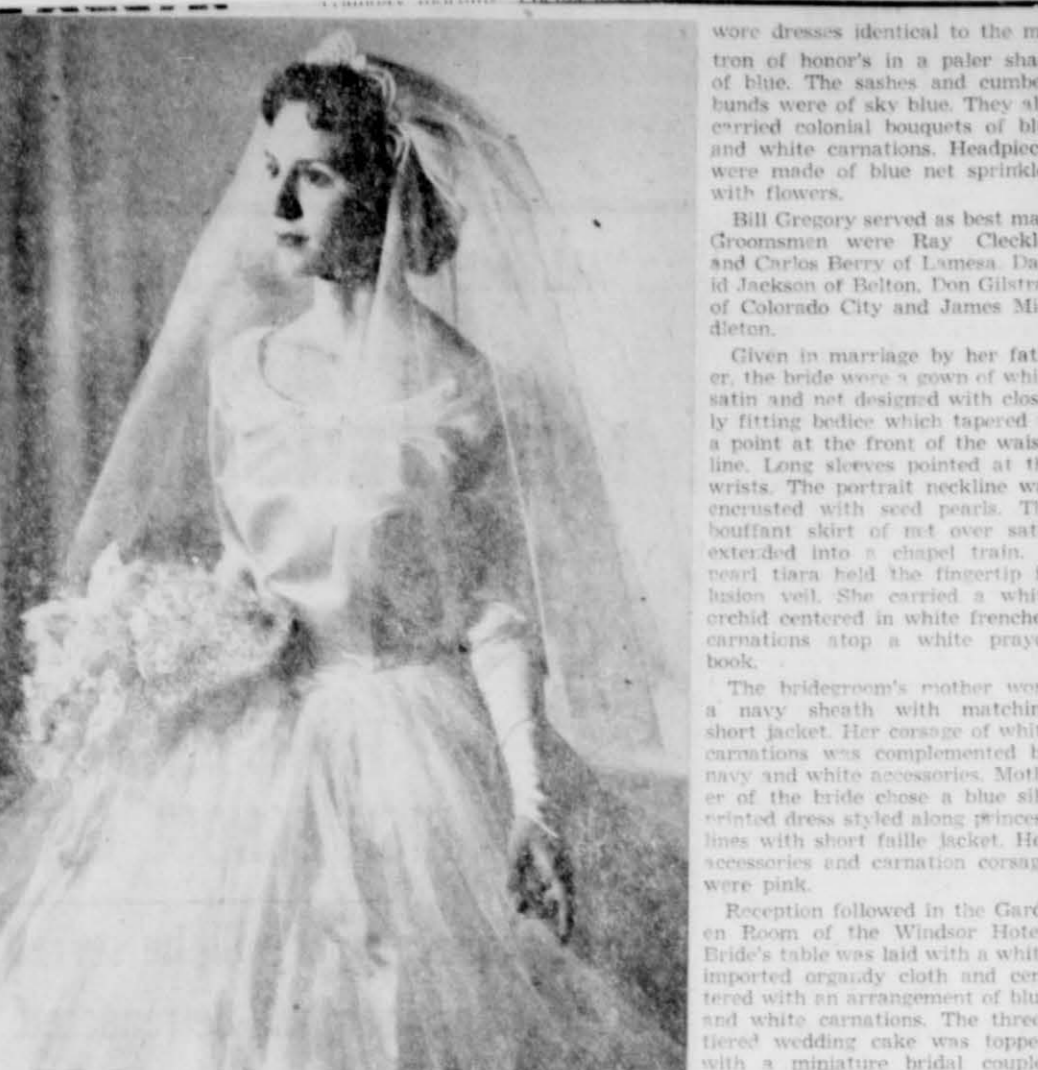 wore dresses identical to the m
tron of honor's in a paler sha
of blue. The sashes and cumbe
bunds were of sky blue. They al
carried colonial bouquets of bl
and white carnations. Headpiec
were made of blue net sprinkl
with flowers.
Bill Gregory served as best ma
Groomsmen were Ray Cleckl
and Carlos Berry of Lamesa. Da
id Jackson of Belton, Don Gilstr
of Colorado City and James Mi
dleton.
Given in marriage by her fat
er, the bride wore a gown of whi
satin and net designed with clos
ly fitting bodice which tapered
a point at the front of the wais
line. Long sleeves pointed at th
wrists. The portrait neckline wa
encrusted with seed pearls. Th
bouffant skirt of net over sat
extended into a chapel train.
pearl tiara held the fingertip i
lusion veil. She carried a whi
orchid centered in white frenche
carnations atop a white praye
book.
The bridegroom's mother wor
a navy sheath with matchin
short jacket. Her corsage of whit
carnations was complemented b
navy and white accessories. Moth
er of the bride chose a blue sil
printed dress styled along princes
lines with short faille jacket. He
accessories and carnation corsag
were pink.
Reception followed in the Gard
en Room of the Windsor Hote
Bride's table was laid with a whit
imported organdy cloth and cen
tered with an arrangement of blu
and white carnations. The three
tiered wedding cake was toppe
with a miniature bridal couple